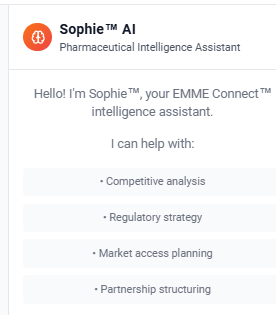 Sophie™ AI
Pharmaceutical Intelligence Assistant
Hello! I'm Sophie™, your EMME Connect™
intelligence assistant.
I can help with:
• Competitive analysis
• Regulatory strategy
• Market access planning
• Partnership structuring